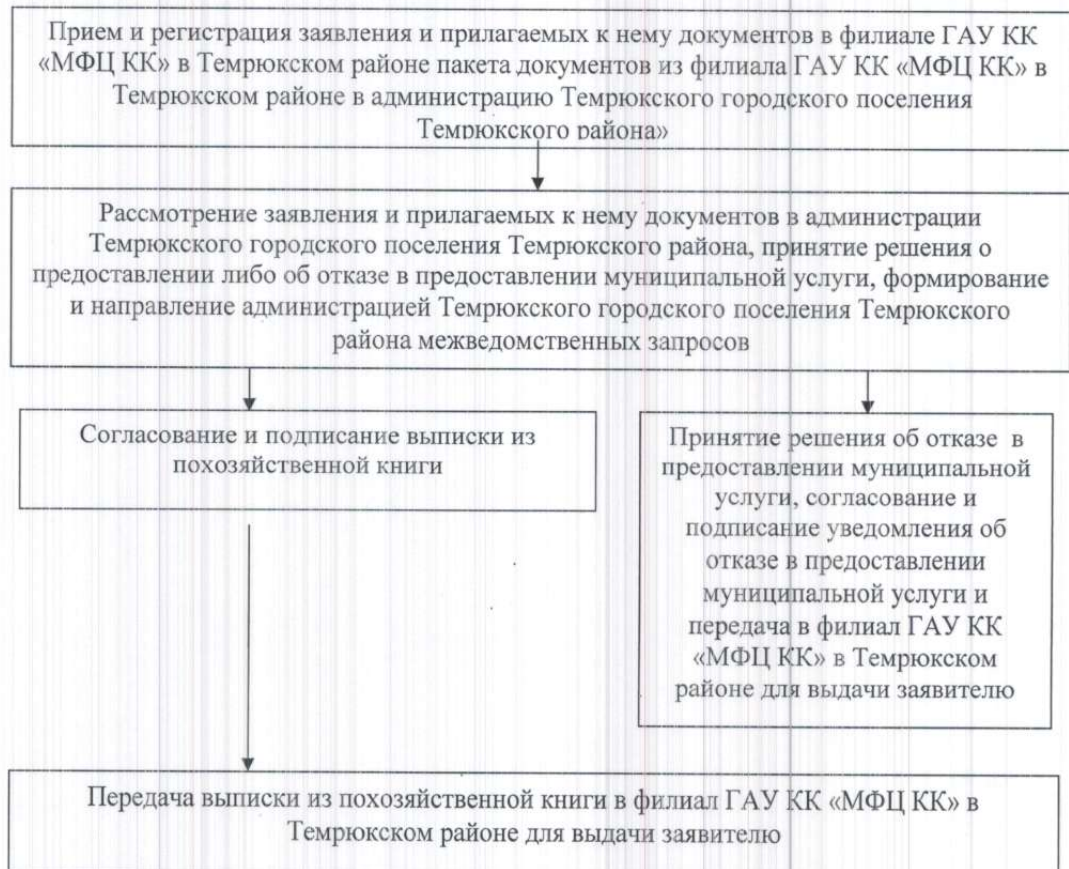 Прием и регистрация заявления и прилагаемых к нему документов в филиале ГАУ КК
«МФЦ КК» в Темрюкском районе пакета документов из филиала ГАУ КК «МФЦ КК» в
Темрюкском районе в администрацию Темрюкского городского поселения
Темрюкского района»
Рассмотрение заявления и прилагаемых к нему документов в администрации
Темрюкского городского поселения Темрюкского района, принятие решения о
предоставлении либо об отказе в предоставлении муниципальной услуги, формирование
и направление администрацией Темрюкского городского поселения Темрюкского
района межведомственных запросов
Согласование и подписание выписки из
похозяйственной книги
Принятие решения об отказе в
предоставлении муниципальной
услуги, согласование и
подписание уведомления об
отказе в предоставлении
муниципальной услуги и
передача в филиал ГАУ КК
«МФЦ КК» в Темрюкском
районе для выдачи заявителю
Передача выписки из похозяйственной книги в филиал ГАУ КК «МФЦ КК» в
Темрюкском районе для выдачи заявителю